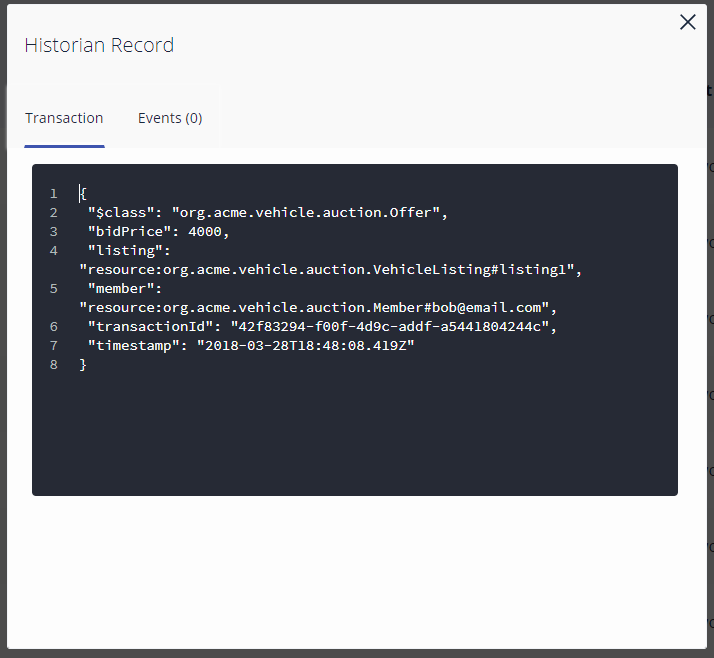 Historian Record
Transaction Events (0)
1 {
2 "$class": "org.acme.vehicle.auction.Offer",
3 "bidPrice": 4000,
4 "listing":
"resource:org.acme.vehicle.auction.VehicleListing#listing1",
5 "member":
"resource:org.acme.vehicle.auction.Member#bob@email.com",
6 "transactionId": "42f83294-f00f-4d9c-addf-a5441804244c",
7 "timestamp": "2018-03-28T18:48:08.419Z"
8 }